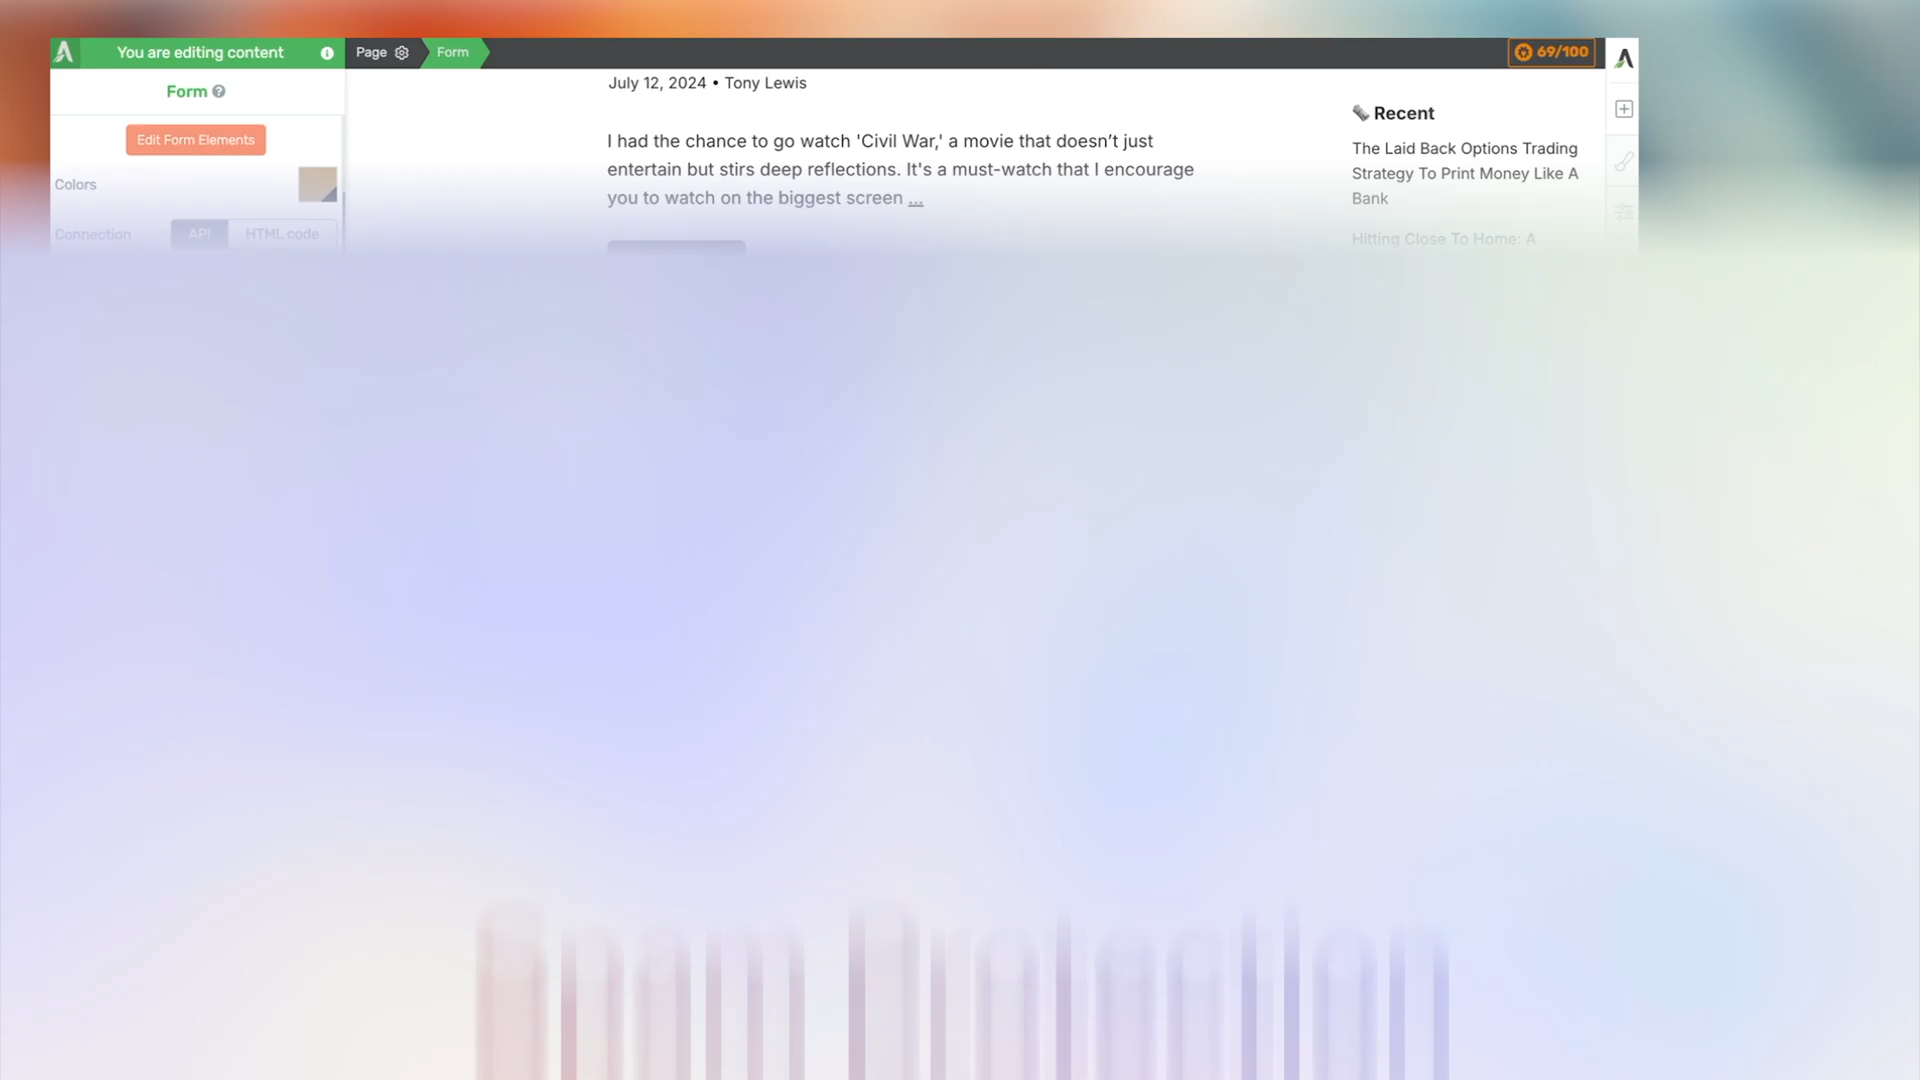 You are editing content
Page
Form
69/100
Form
Edit Form Elements
Colors
Connection
API
HTML code
July 12, 2024 • Tony Lewis
I had the chance to go watch 'Civil War,' a movie that doesn’t just
entertain but stirs deep reflections. It's a must-watch that I encourage
you to watch on the biggest screen ...
Recent
The Laid Back Options Trading
Strategy To Print Money Like A
Bank
Hitting Close To Home: A